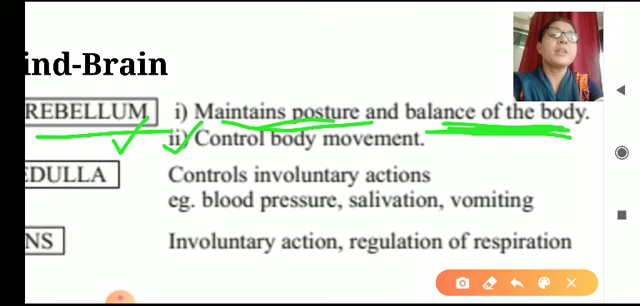 ind-Brain
REBELLUM i) Maintains posture and balance of the body.
ii) Control body movement.
EDULLA Controls involuntary actions
eg. blood pressure, salivation, vomiting
NS Involuntary action, regulation of respiration